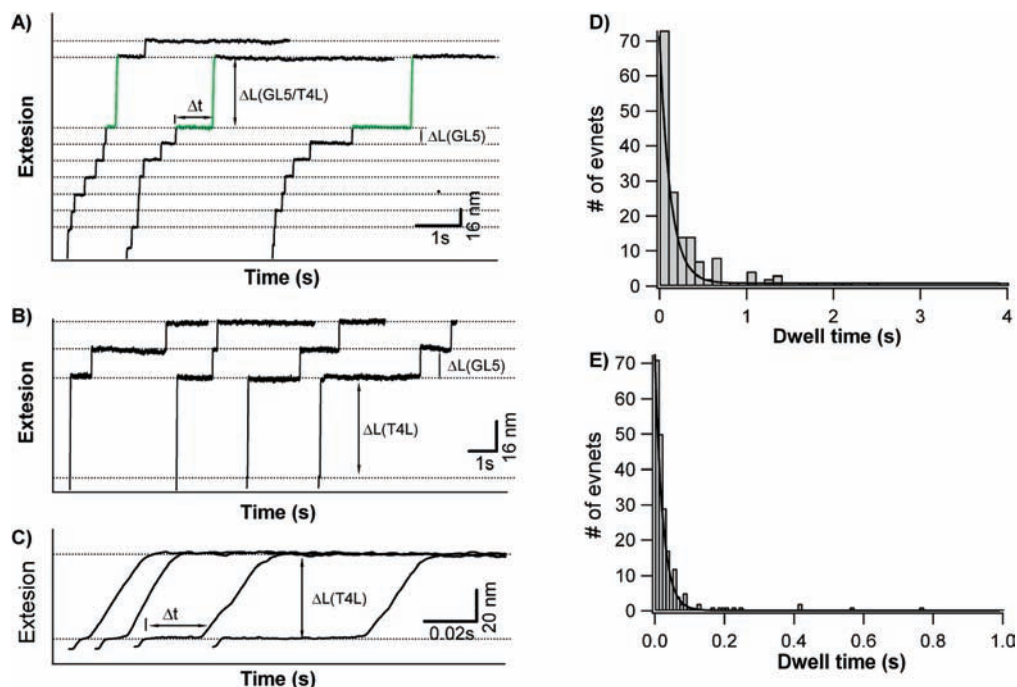 A)
Extesion
Δt
ΔL(GL5/T4L)
ΔL(GL5)
1s
16 nm
Time (s)
B)
Extesion
ΔL(GL5)
ΔL(T4L)
1s
16 nm
Time (s)
C)
Extesion
Δt
ΔL(T4L)
0.02s
20 nm
Time (s)
D)
# of evnets
70
60
50
40
30
20
10
0
0 1 2 3 4
Dwell time (s)
E)
# of evnets
70
60
50
40
30
20
10
0
0.0 0.2 0.4 0.6 0.8 1.0
Dwell time (s)